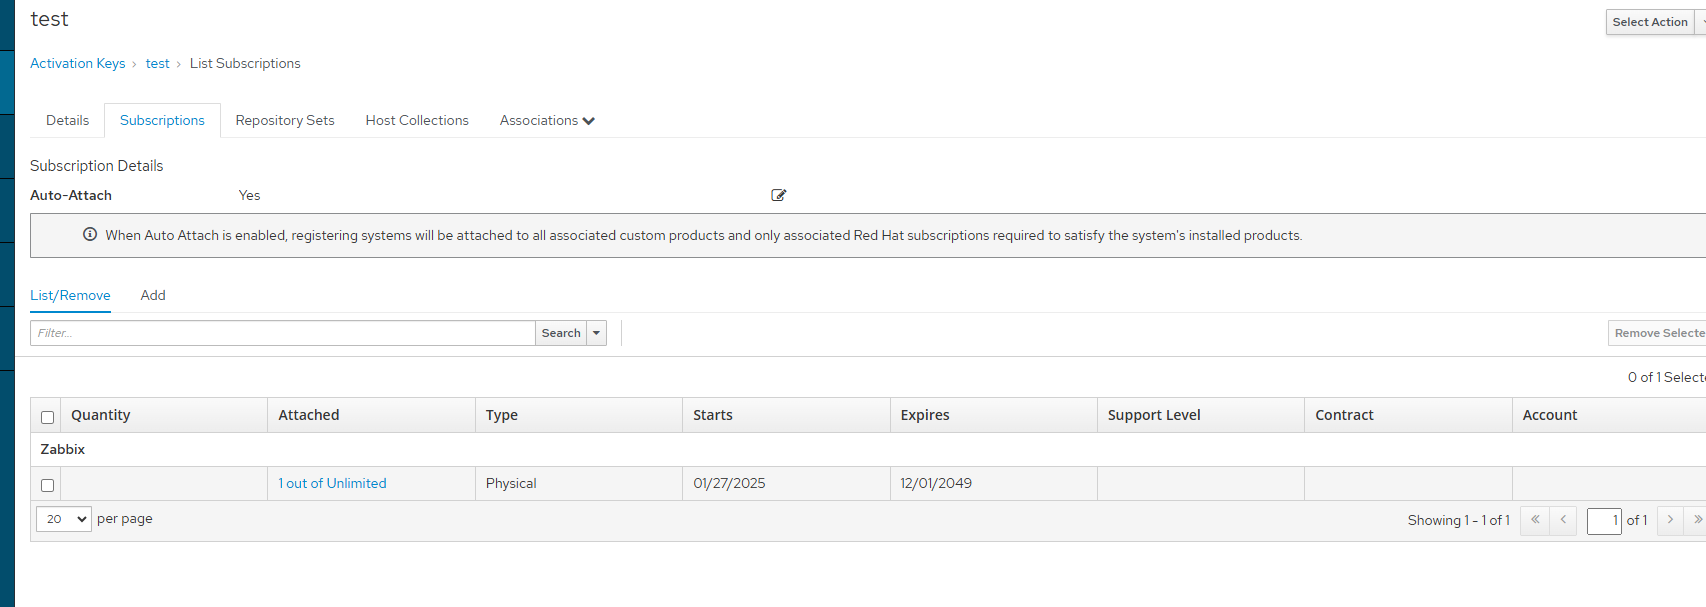 test
Select Action
Activation Keys › test › List Subscriptions
Details Subscriptions Repository Sets Host Collections Associations
Subscription Details
Auto-Attach Yes
When Auto Attach is enabled, registering systems will be attached to all associated custom products and only associated Red Hat subscriptions required to satisfy the system's installed products.
List/Remove Add
Filter... Search Remove Selecte
0 of 1 Selecte
Quantity Attached Type Starts Expires Support Level Contract Account
Zabbix
1 out of Unlimited Physical 01/27/2025 12/01/2049
20 per page Showing 1 - 1 of 1 « ‹ 1 of 1 › »